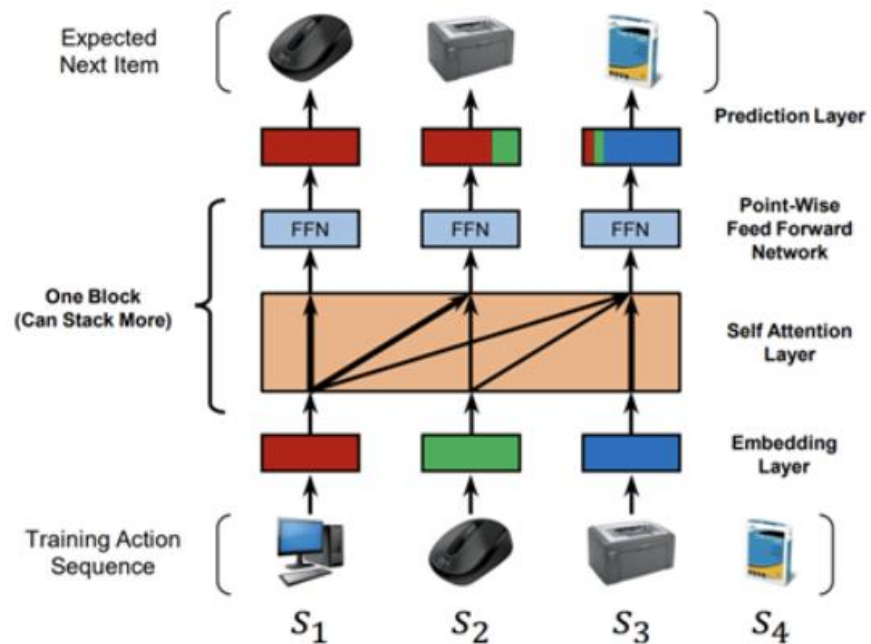 Expected
Next Item
Prediction Layer
FFN
FFN
FFN
Point-Wise
Feed Forward
Network
One Block
(Can Stack More)
Self Attention
Layer
Embedding
Layer
Training Action
Sequence
S₁
S₂
S₃
S₄